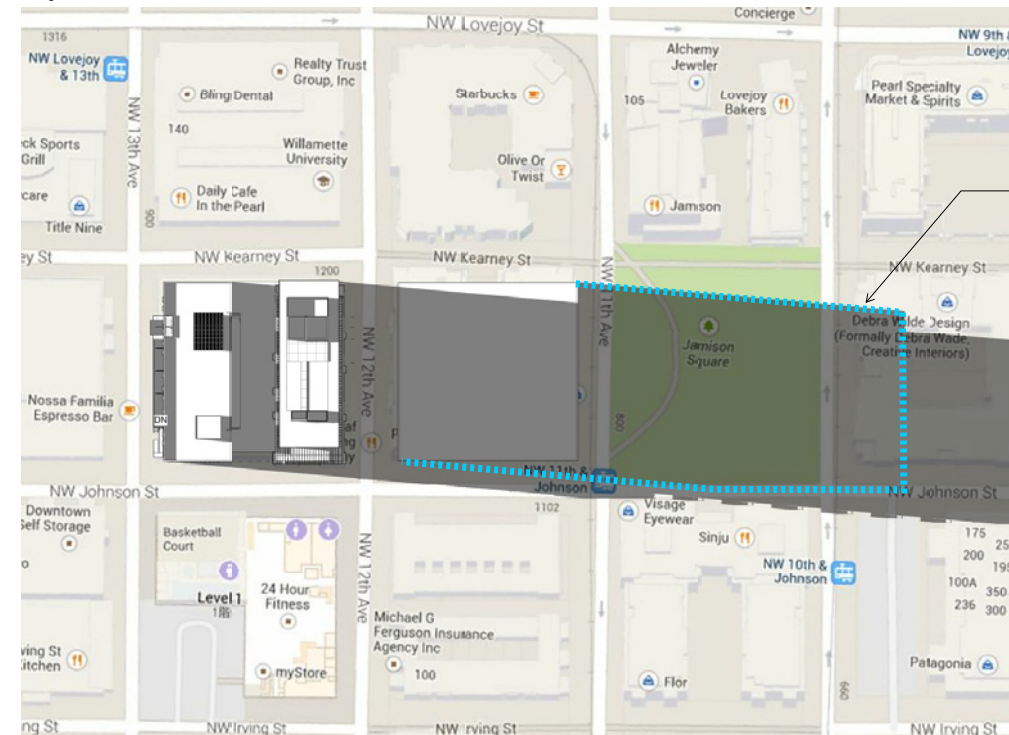 NW Lovejoy St
Concierge
1316
NW Lovejoy
& 13th
Realty Trust
Group, Inc
Bling Dental
140
Willamette
University
Daily Cafe
In the Pearl
ck Sports
Grill
care
Title Nine
NW 13th Ave
900
Starbucks
Olive Or
Twist
Alchemy
Jeweler
105
Lovejoy
Bakers
Jamison
NW 9th &
Lovejoy
Pearl Specialty
Market & Spirits
ey St
NW Kearney St
1200
NW Kearney St
NW Kearney St
NW 11th Ave
Jamison
Square
Debra Wade Design
(Formally Debra Wade,
Creative Interiors)
NW 12th Ave
800
Nossa Familia
Espresso Bar
DN
NW 11th &
Johnson
NW Johnson St
NW Johnson St
1102
Downtown
Self Storage
Basketball
Court
Level 1
1階
24 Hour
Fitness
myStore
NW 12th Ave
Visage
Eyewear
Sinju
NW 10th &
Johnson
175
200
100A
236
350
300
Michael G
Ferguson Insurance
Agency Inc
100
Flor
Patagonia
660
ving St
Kitchen
ng St
NW Irving St
NW Irving St
NW Irving St